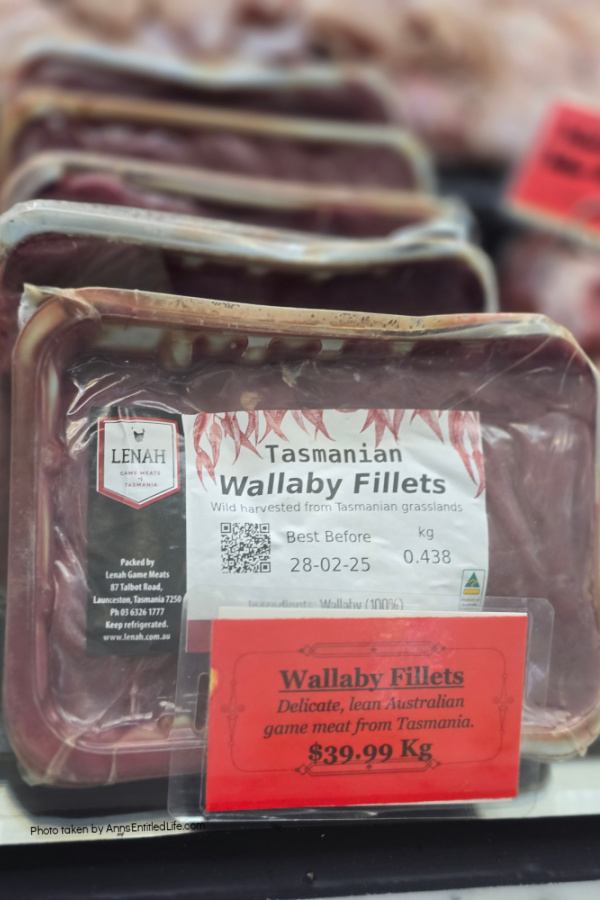 Tasmanian
Wallaby Fillets
Wild harvested from Tasmanian grasslands
Best Before
28-02-25
kg
0.438
Ingredients: Wallaby (100%)
LENAH
GAME MEATS
of
TASMANIA
Packed by
Lenah Game Meats
87 Talbot Road,
Launceston, Tasmania 7250
Ph 03 6326 1777
Keep refrigerated.
www.lenah.com.au
Wallaby Fillets
Delicate, lean Australian
game meat from Tasmania.
$39.99 Kg
Photo taken by AnnsEntitledLife.com